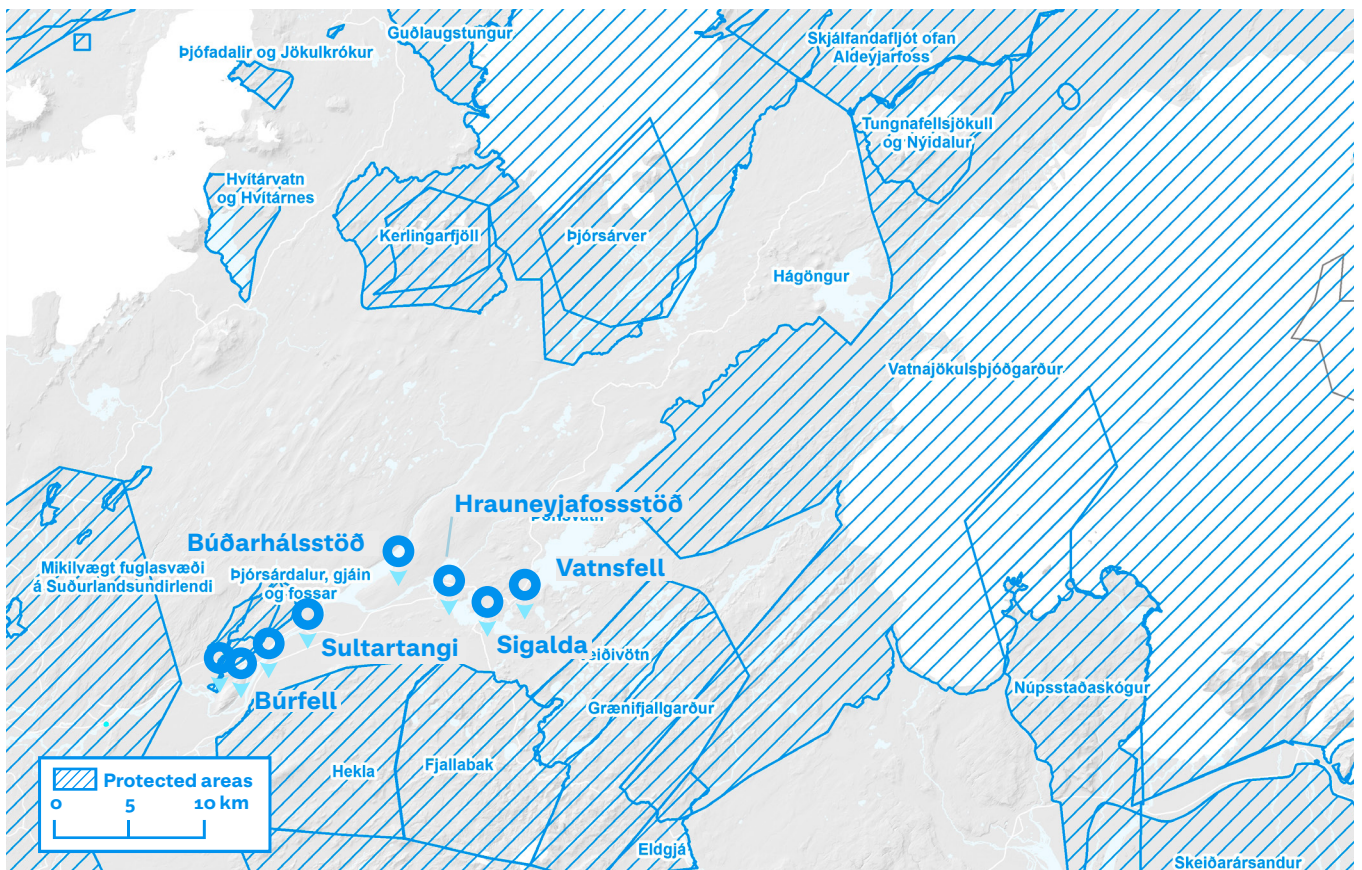 Guðlaugstungur
Skjálfandafljót ofan
Aldeyjarfoss
Þjófadalir og Jökulkrókur
Tungnafellsjökull
og Nýidalur
Hvítárvatn
og Hvítárnes
Kerlingarfjöll
Þjórsárver
Hágöngur
Vatnajökulsþjóðgarður
Hrauneyjafossstöð
Búðarhálsstöð
Vatnsfell
Mikilvægt fuglasvæði
á Suðurlandsundirlendi
Þjórsárdalur, gjáin
og fossar
Sultartangi
Sigalda
Búrfell
Grænifjallgarður
Núpsstaðaskógur
Hekla
Fjallabak
Eldgjá
Skeiðarársandur
Protected areas
0 5 10 km